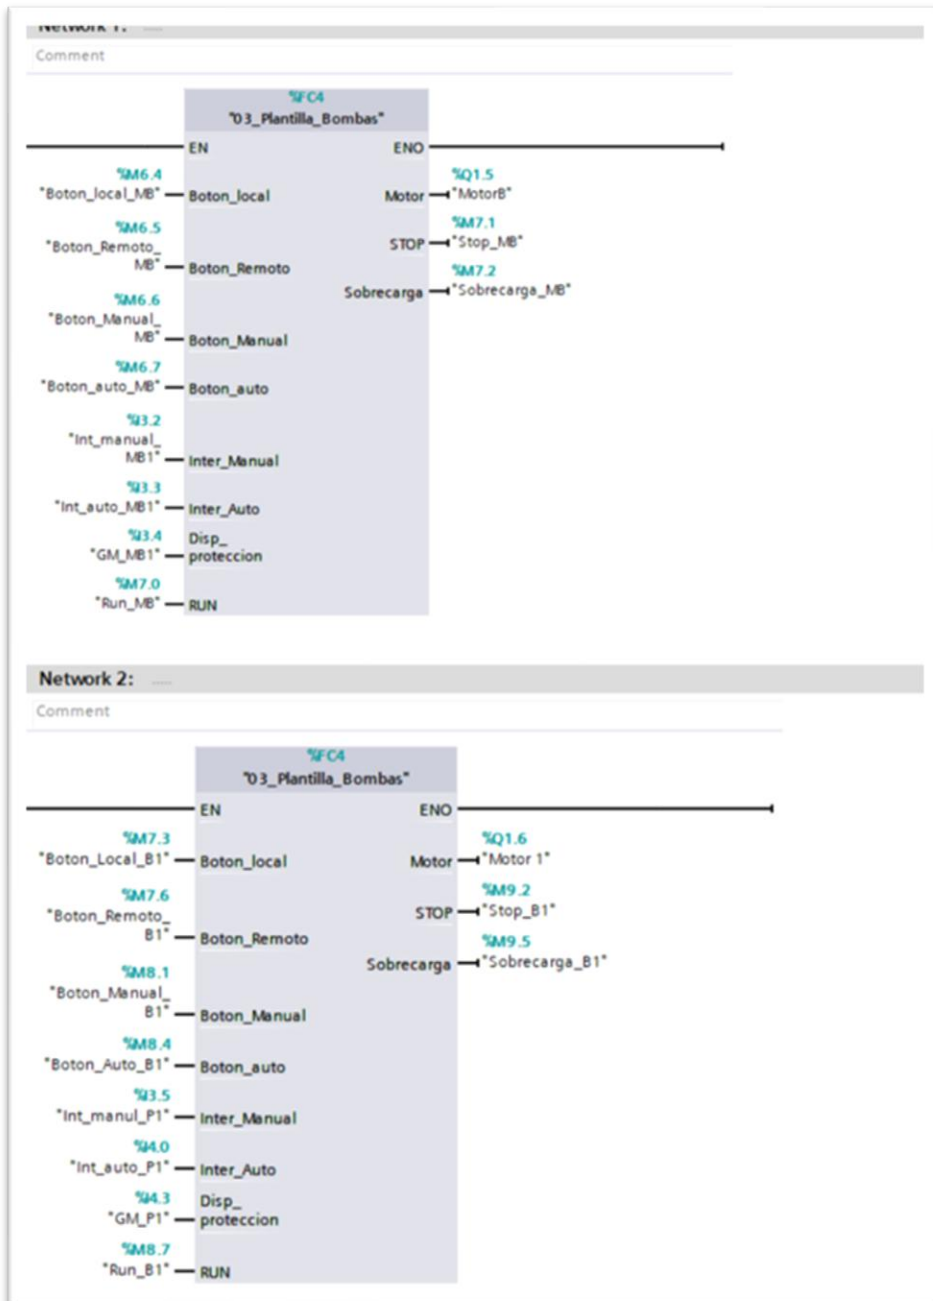 Network 1: .....
Comment
%FC4
"03_Plantilla_Bombas"
EN ENO
%M6.4
"Boton_local_MB" Boton_local
%Q1.5
Motor "MotorB"
%M6.5
"Boton_Remoto_
MB" Boton_Remoto
%M7.1
STOP "Stop_MB"
%M7.2
Sobrecarga "Sobrecarga_MB"
%M6.6
"Boton_Manual_
MB" Boton_Manual
%M6.7
"Boton_auto_MB" Boton_auto
%I3.2
"Int_manual_
MB1" Inter_Manual
%I3.3
"Int_auto_MB1" Inter_Auto
%I3.4
"GM_MB1"
Disp_
proteccion
%M7.0
"Run_MB" RUN
Network 2: .....
Comment
%FC4
"03_Plantilla_Bombas"
EN ENO
%M7.3
"Boton_Local_B1" Boton_local
%Q1.6
Motor "Motor 1"
%M7.6
"Boton_Remoto_
B1" Boton_Remoto
%M9.2
STOP "Stop_B1"
%M9.5
Sobrecarga "Sobrecarga_B1"
%M8.1
"Boton_Manual_
B1" Boton_Manual
%M8.4
"Boton_Auto_B1" Boton_auto
%I3.5
"Int_manul_P1" Inter_Manual
%I4.0
"Int_auto_P1" Inter_Auto
%I4.3
"GM_P1"
Disp_
proteccion
%M8.7
"Run_B1" RUN